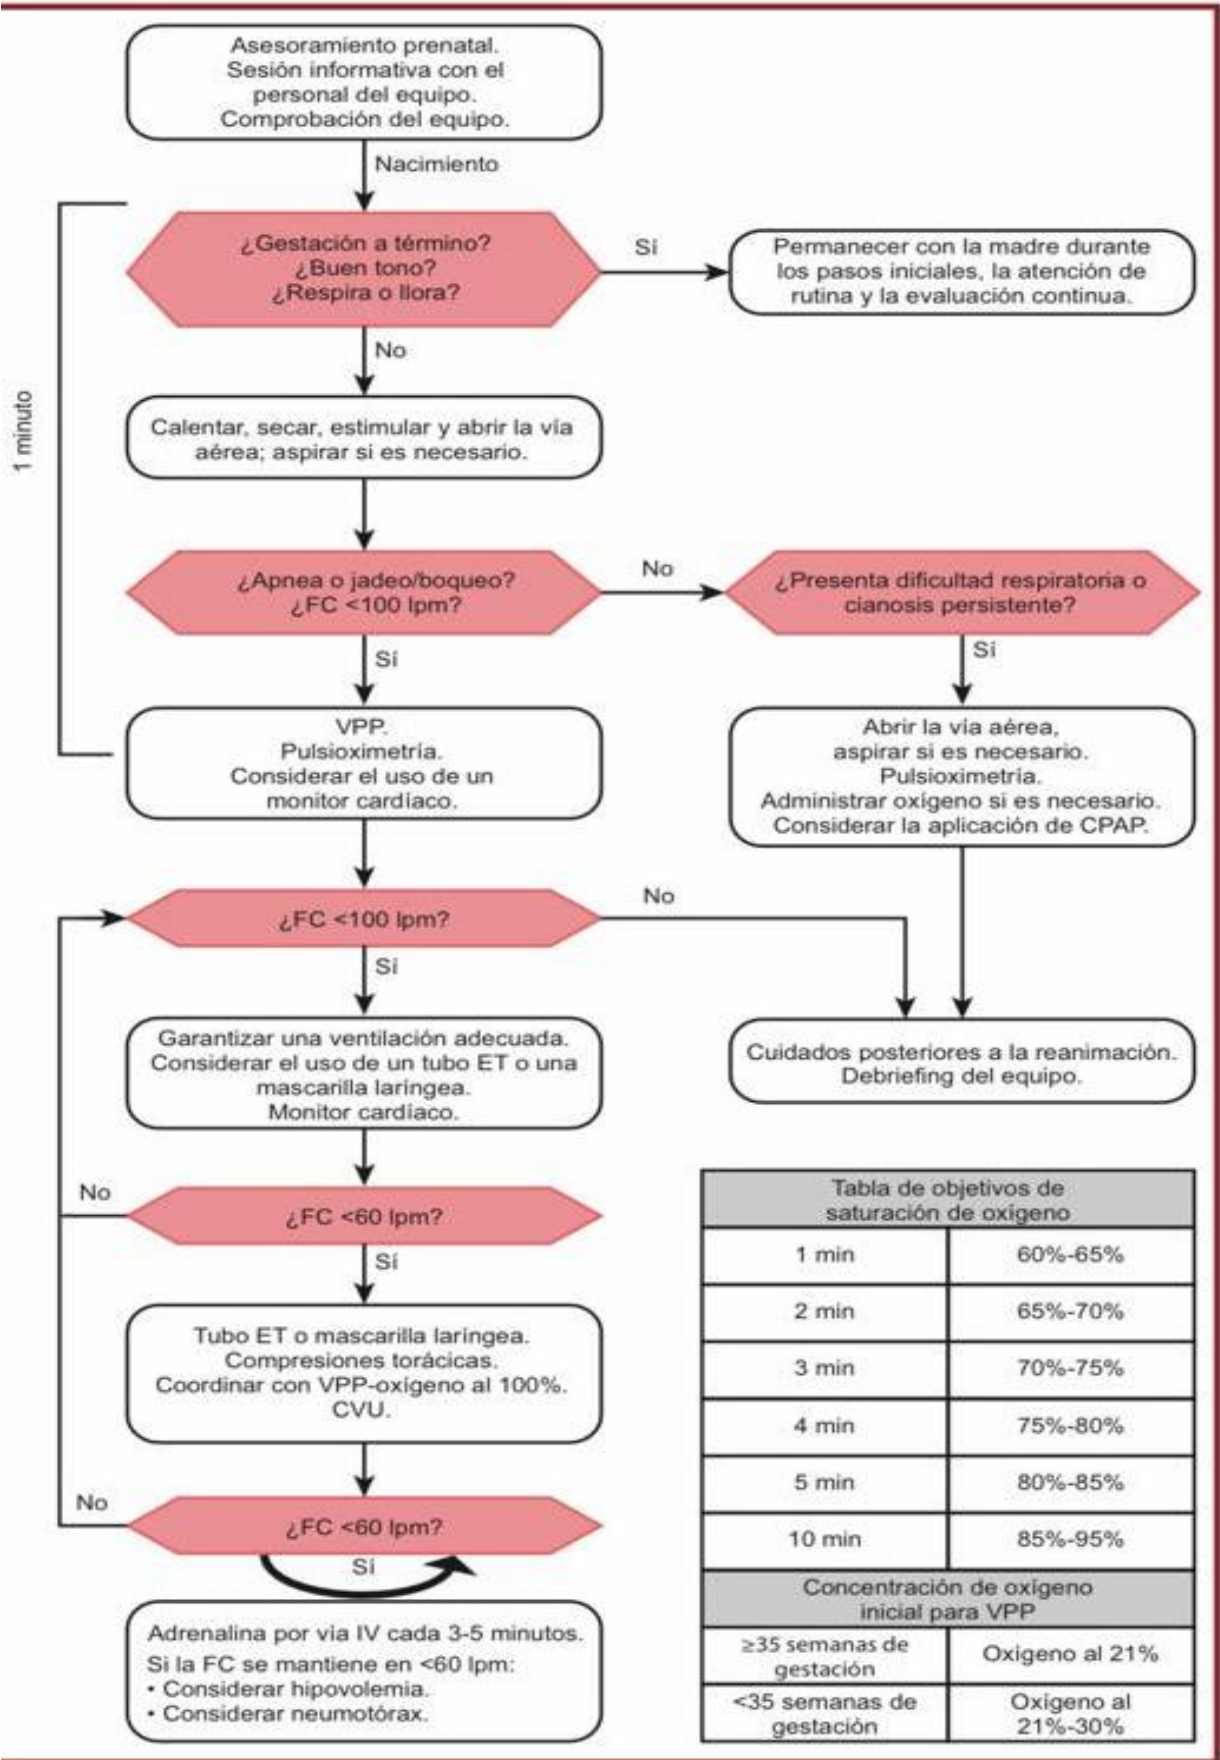 Asesoramiento prenatal.
Sesión informativa con el
personal del equipo.
Comprobación del equipo.
Nacimiento
1 minuto
¿Gestación a término?
¿Buen tono?
¿Respira o llora?
Sí
Permanecer con la madre durante
los pasos iniciales, la atención de
rutina y la evaluación continua.
No
Calentar, secar, estimular y abrir la vía
aérea; aspirar si es necesario.
¿Apnea o jadeo/boqueo?
¿FC <100 lpm?
No
¿Presenta dificultad respiratoria o
cianosis persistente?
Sí
Sí
VPP.
Pulsioximetría.
Considerar el uso de un
monitor cardíaco.
Abrir la vía aérea,
aspirar si es necesario.
Pulsioximetría.
Administrar oxígeno si es necesario.
Considerar la aplicación de CPAP.
¿FC <100 lpm?
No
Sí
Garantizar una ventilación adecuada.
Considerar el uso de un tubo ET o una
mascarilla laríngea.
Monitor cardíaco.
Cuidados posteriores a la reanimación.
Debriefing del equipo.
No
¿FC <60 lpm?
Sí
Tubo ET o mascarilla laríngea.
Compresiones torácicas.
Coordinar con VPP-oxígeno al 100%.
CVU.
No
¿FC <60 lpm?
Sí
Adrenalina por vía IV cada 3-5 minutos.
Si la FC se mantiene en <60 lpm:
• Considerar hipovolemia.
• Considerar neumotórax.
Tabla de objetivos de
saturación de oxígeno
1 min 60%-65%
2 min 65%-70%
3 min 70%-75%
4 min 75%-80%
5 min 80%-85%
10 min 85%-95%
Concentración de oxígeno
inicial para VPP
≥35 semanas de
gestación
Oxígeno al 21%
<35 semanas de
gestación
Oxígeno al
21%-30%